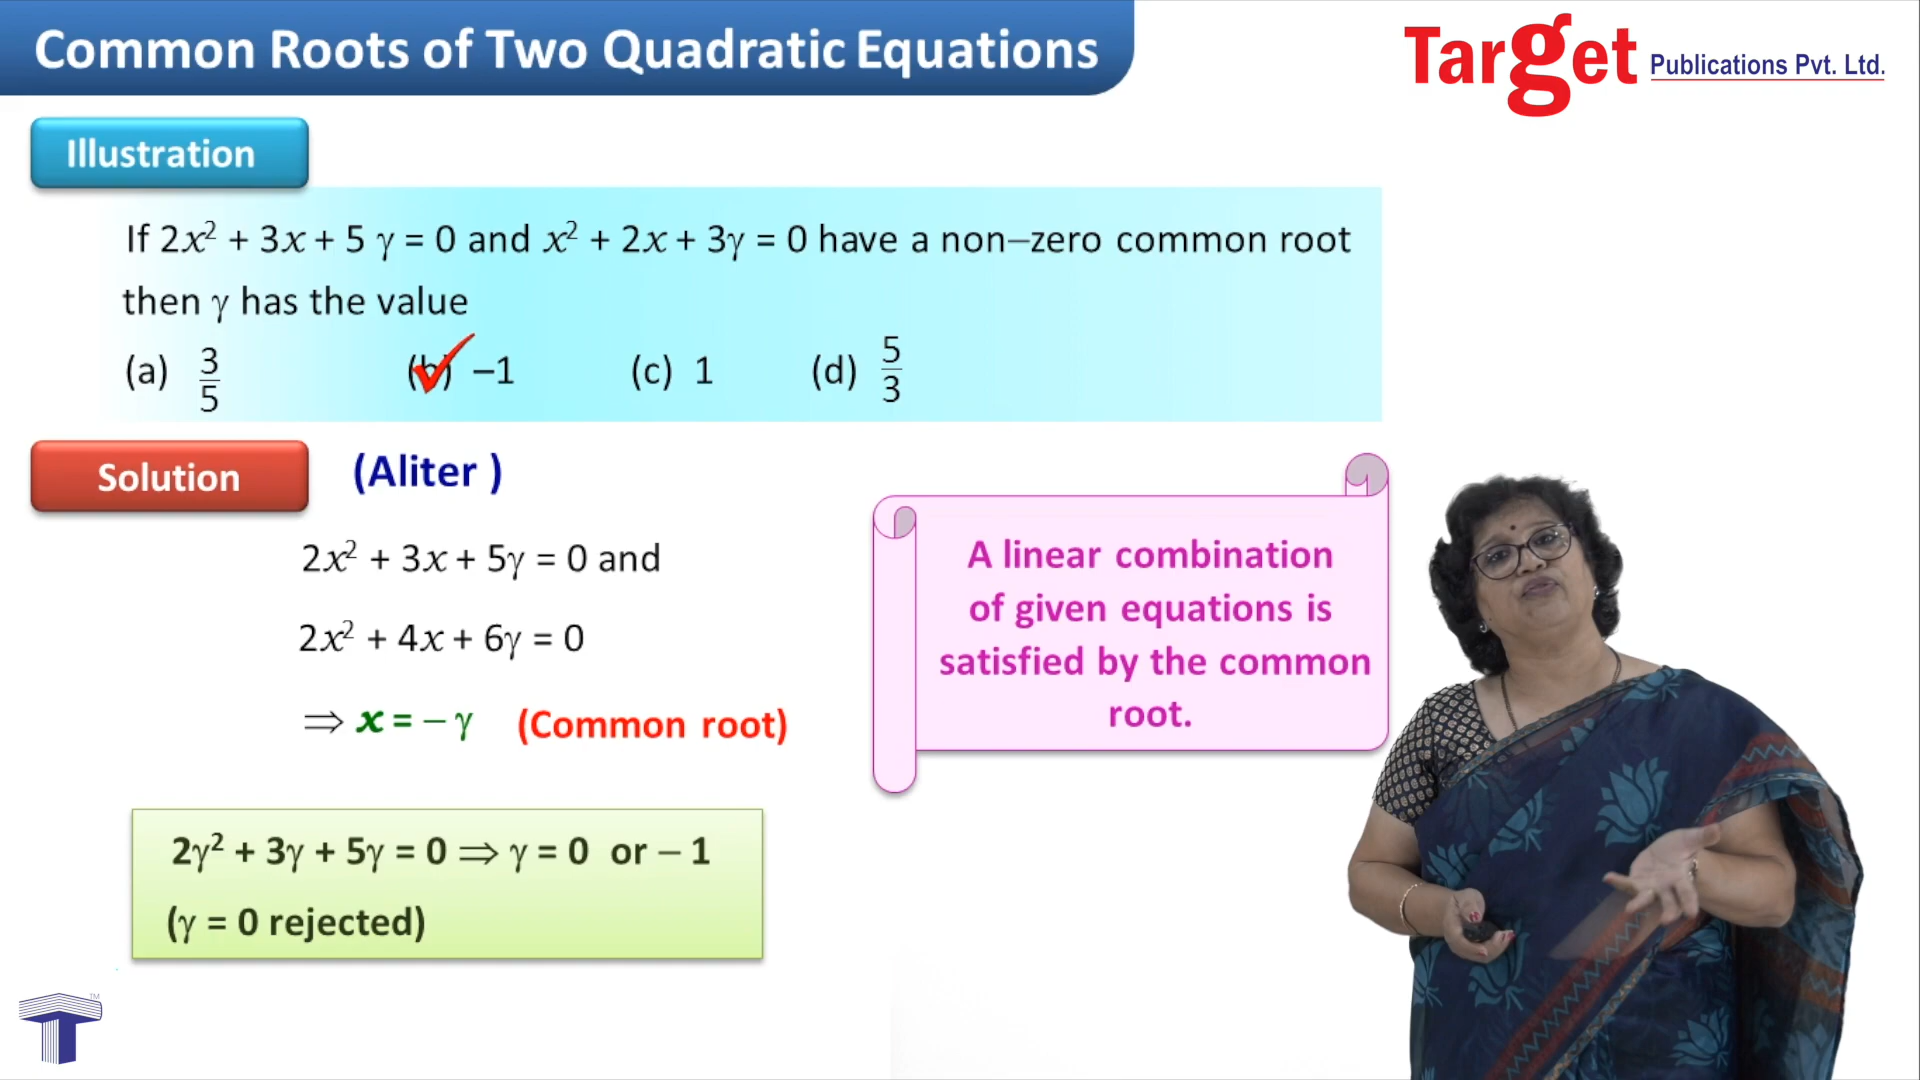 Common Roots of Two Quadratic Equations
Target Publications Pvt. Ltd.
Illustration
If 2x² + 3x + 5 γ = 0 and x² + 2x + 3γ = 0 have a non–zero common root
then γ has the value
(a) 3/5 (b) –1 (c) 1 (d) 5/3
Solution (Aliter )
2x² + 3x + 5γ = 0 and
2x² + 4x + 6γ = 0
⇒ x = – γ (Common root)
A linear combination
of given equations is
satisfied by the common
root.
2γ² + 3γ + 5γ = 0 ⇒ γ = 0 or – 1
(γ = 0 rejected)
T
TM